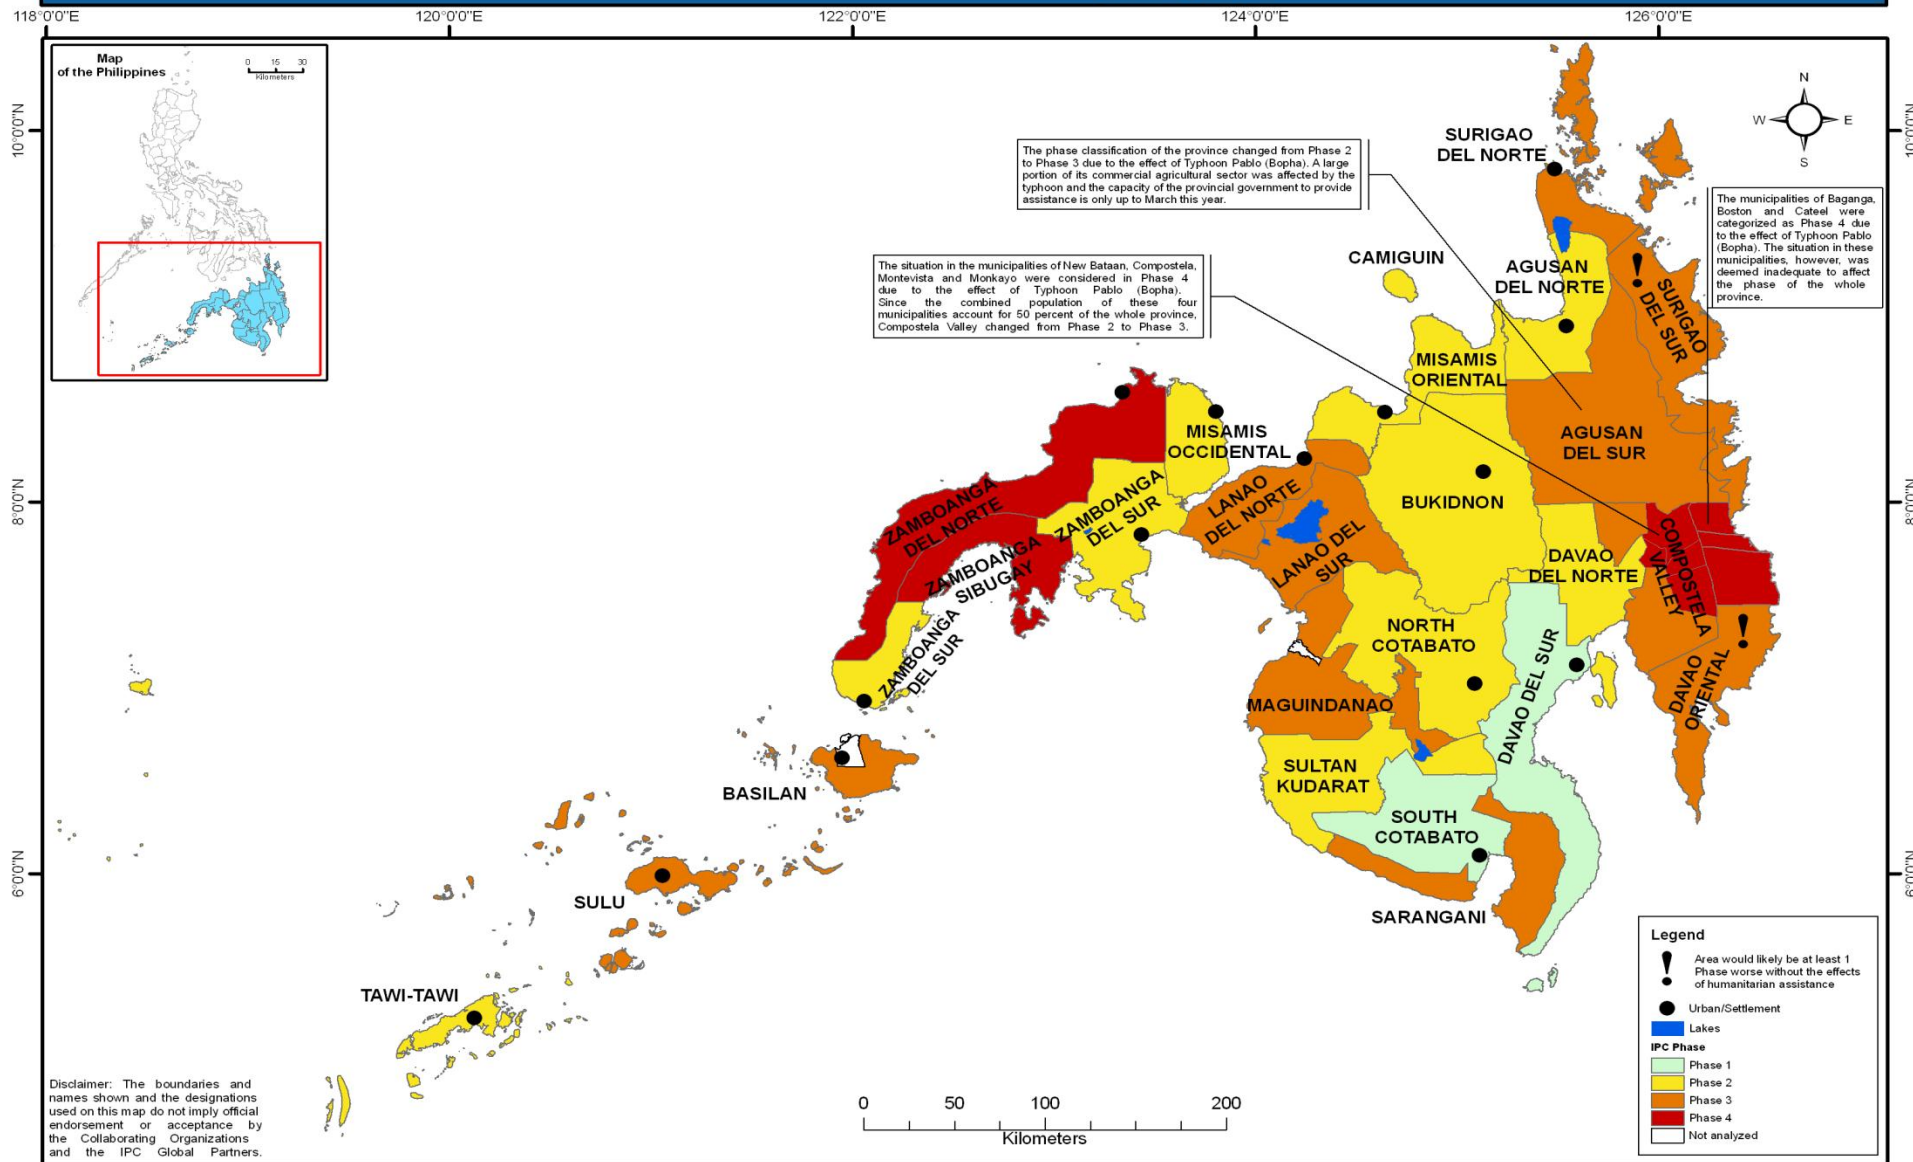 118°0'0"E
120°0'0"E
122°0'0"E
124°0'0"E
126°0'0"E
Map
of the Philippines
0 15 30
Kilometers
10°0'0"N
10°0'0"N
8°0'0"N
8°0'0"N
6°0'0"N
6°0'0"N
N
W E
S
The phase classification of the province changed from Phase 2
to Phase 3 due to the effect of Typhoon Pablo (Bopha). A large
portion of its commercial agricultural sector was affected by the
typhoon and the capacity of the provincial government to provide
assistance is only up to March this year.
The municipalities of Baganga,
Boston and Cateel were
categorized as Phase 4 due
to the effect of Typhoon Pablo
(Bopha). The situation in these
municipalities, however, was
deemed inadequate to affect
the phase of the whole
province.
The situation in the municipalities of New Bataan, Compostela,
Montevista and Monkayo were considered in Phase 4
due to the effect of Typhoon Pablo (Bopha).
Since the combined population of these four
municipalities account for 50 percent of the whole province,
Compostela Valley changed from Phase 2 to Phase 3.
SURIGAO
DEL NORTE
CAMIGUIN
AGUSAN
DEL NORTE
!
SURIGAO
DEL SUR
MISAMIS
ORIENTAL
MISAMIS
OCCIDENTAL
AGUSAN
DEL SUR
BUKIDNON
ZAMBOANGA
DEL NORTE
ZAMBOANGA
DEL SUR
LANAO
DEL NORTE
LANAO DEL
SUR
ZAMBOANGA
SIBUGAY
ZAMBOANGA
DEL SUR
DAVAO
DEL NORTE
COMPOSTELA
VALLEY
NORTH
COTABATO
DAVAO DEL SUR
!
DAVAO
ORIENTAL
MAGUINDANAO
SULTAN
KUDARAT
SOUTH
COTABATO
SARANGANI
BASILAN
SULU
TAWI-TAWI
Legend
! Area would likely be at least 1
Phase worse without the effects
of humanitarian assistance
Urban/Settlement
Lakes
IPC Phase
Phase 1
Phase 2
Phase 3
Phase 4
Not analyzed
0 50 100 200
Kilometers
Disclaimer: The boundaries and
names shown and the designations
used on this map do not imply official
endorsement or acceptance by
the Collaborating Organizations
and the IPC Global Partners.